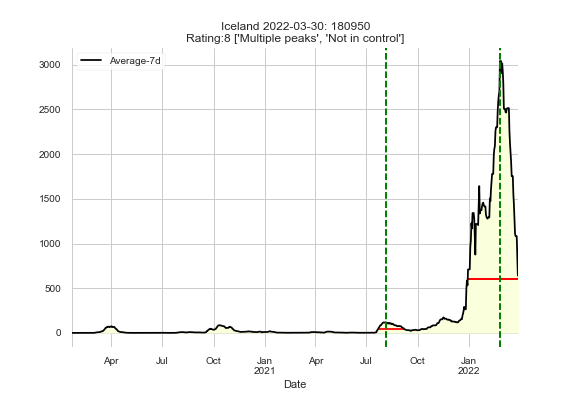 Iceland 2022-03-30: 180950
Rating:8 ['Multiple peaks', 'Not in control']
Average-7d
3000
2500
2000
1500
1000
500
0
Apr Jul Oct Jan Apr Jul Oct Jan
2021 2022
Date